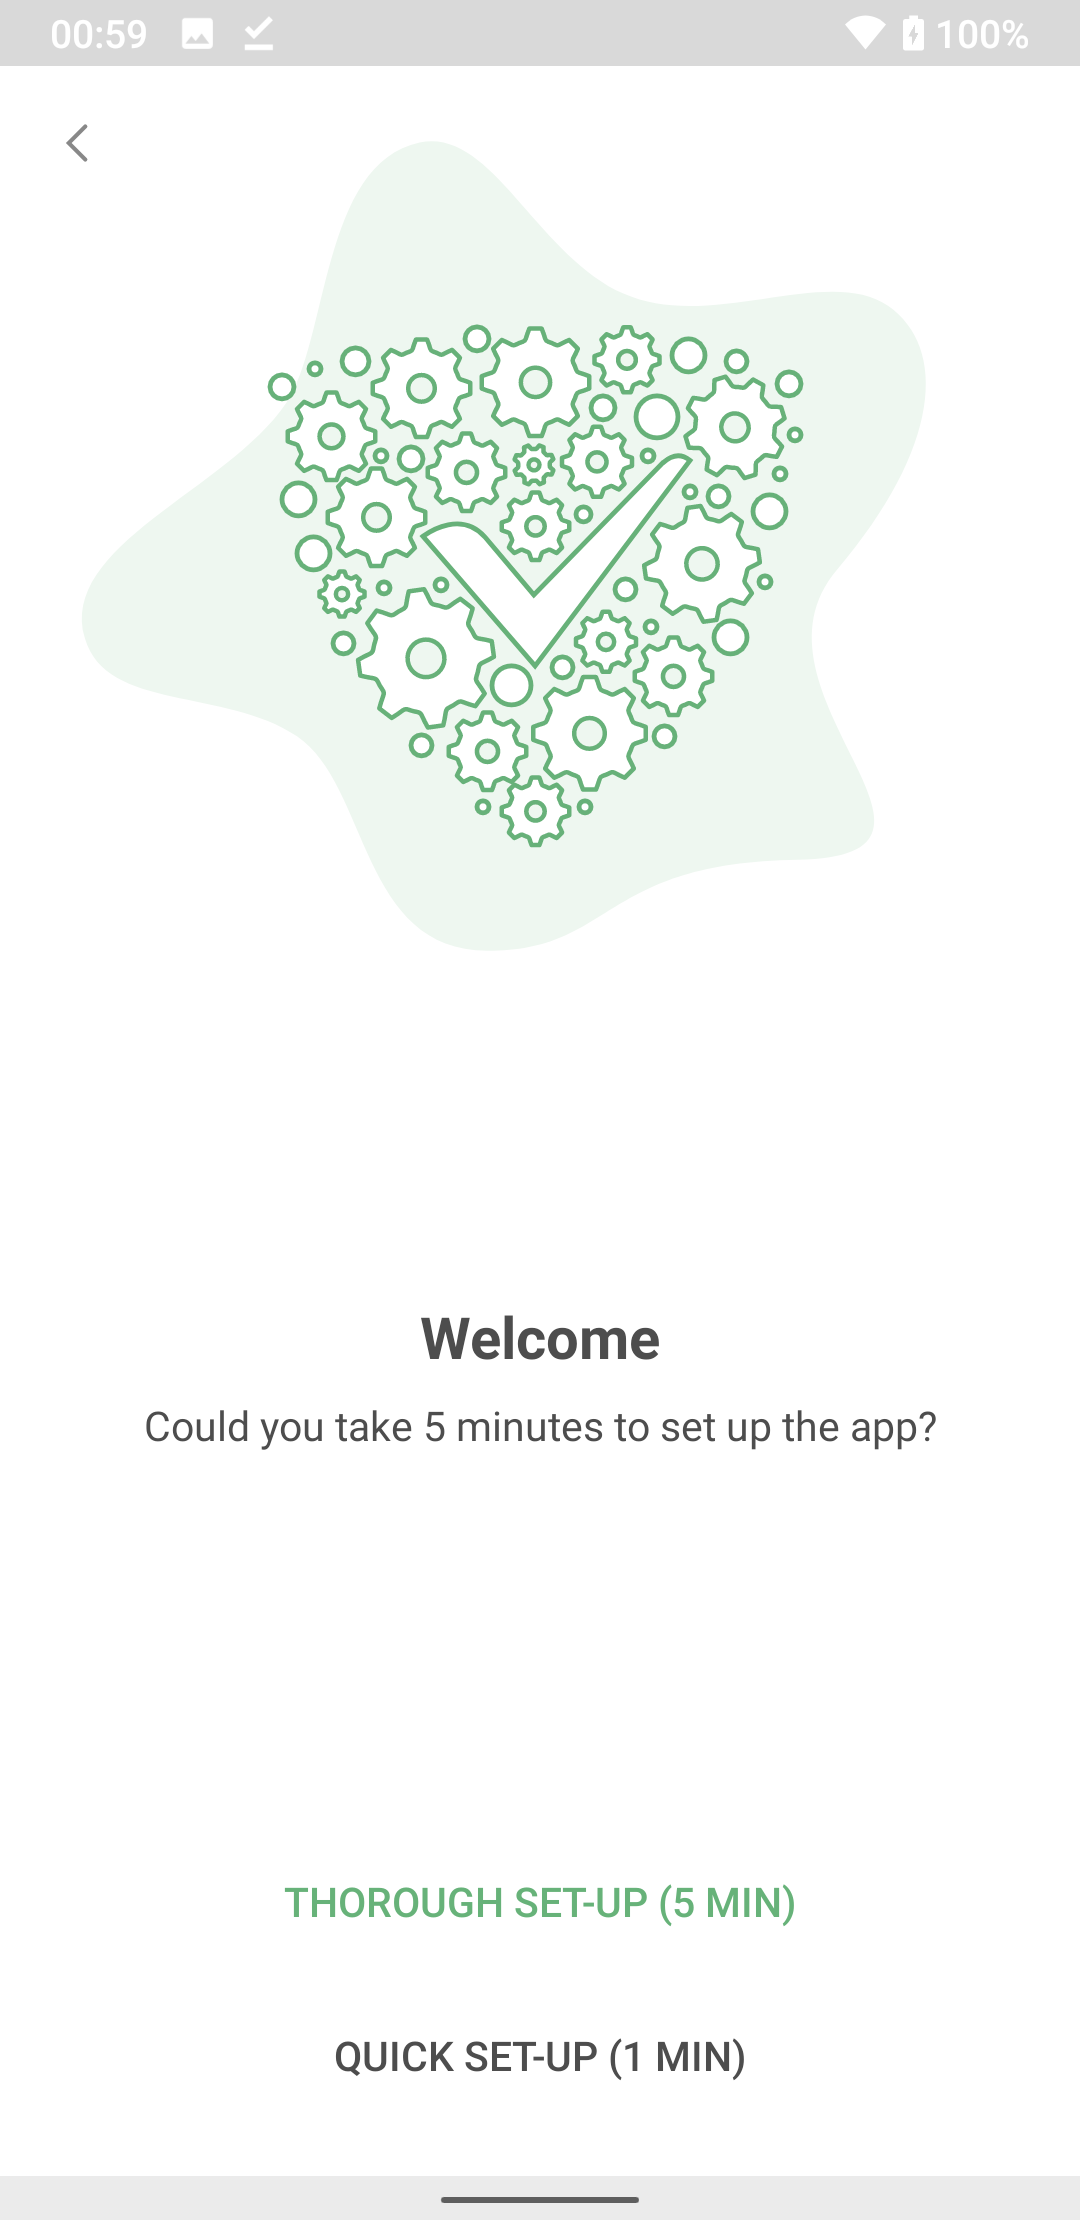 00:59
100%
Welcome
Could you take 5 minutes to set up the app?
THOROUGH SET-UP (5 MIN)
QUICK SET-UP (1 MIN)